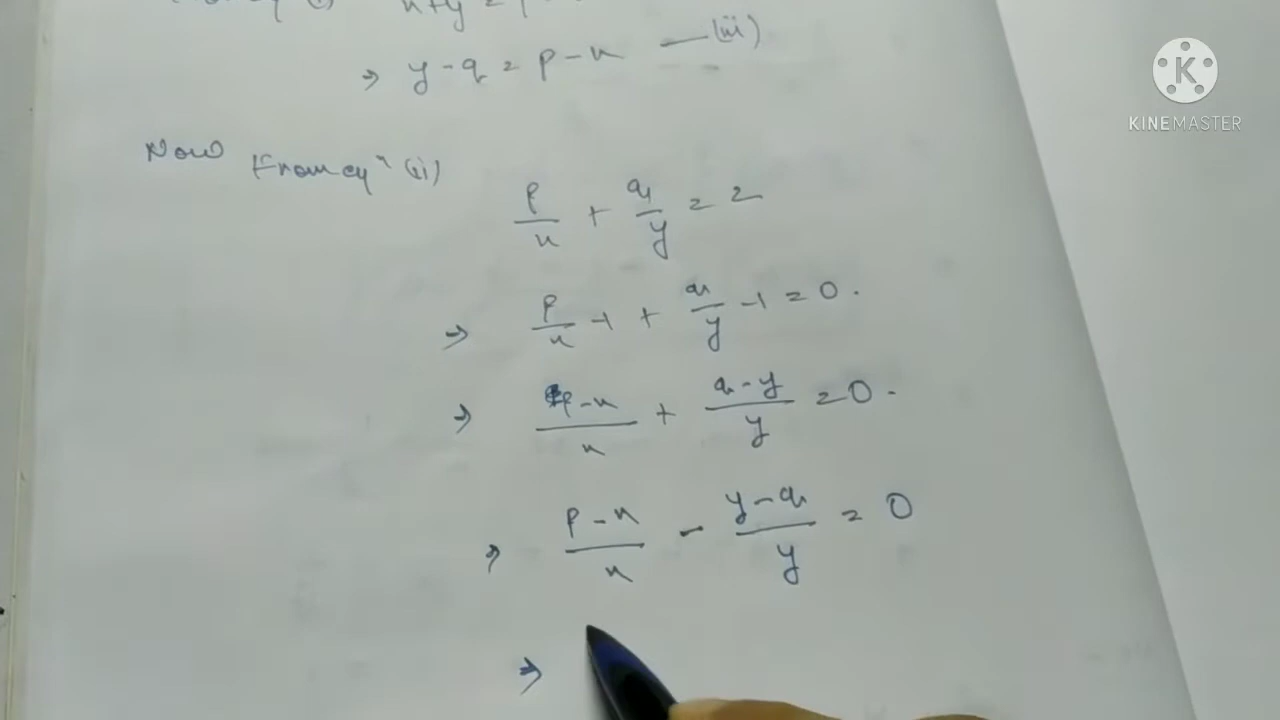 x+y = p
⇒ y - q = p - x —(iii)
KINEMASTER
Now From eqⁿ (ii)
p/x + q/y = 2
⇒ p/x - 1 + q/y - 1 = 0.
⇒ p-x/x + q-y/y = 0.
⇒ p-x/x - y-q/y = 0
⇒